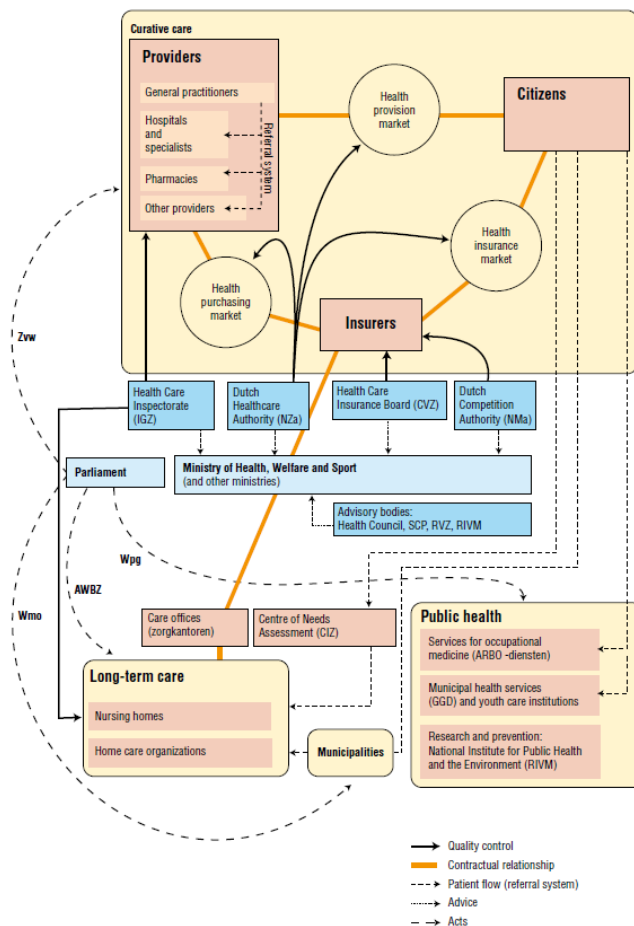 Curative care
Providers
General practitioners
Hospitals
and
specialists
Pharmacies
Other providers
Referral system
Health
provision
market
Citizens
Health
insurance
market
Health
purchasing
market
Insurers
Zvw
Health Care
Inspectorate
(IGZ)
Dutch
Healthcare
Authority (NZa)
Health Care
Insurance Board (CVZ)
Dutch
Competition
Authority (NMa)
Parliament
Ministry of Health, Welfare and Sport
(and other ministries)
Advisory bodies:
Health Council, SCP, RVZ, RIVM
Wpg
AWBZ
Wmo
Care offices
(zorgkantoren)
Centre of Needs
Assessment (CIZ)
Public health
Services for occupational
medicine (ARBO -diensten)
Municipal health services
(GGD) and youth care institutions
Research and prevention:
National Institute for Public Health
and the Environment (RIVM)
Long-term care
Nursing homes
Home care organizations
Municipalities
Quality control
Contractual relationship
Patient flow (referral system)
Advice
Acts